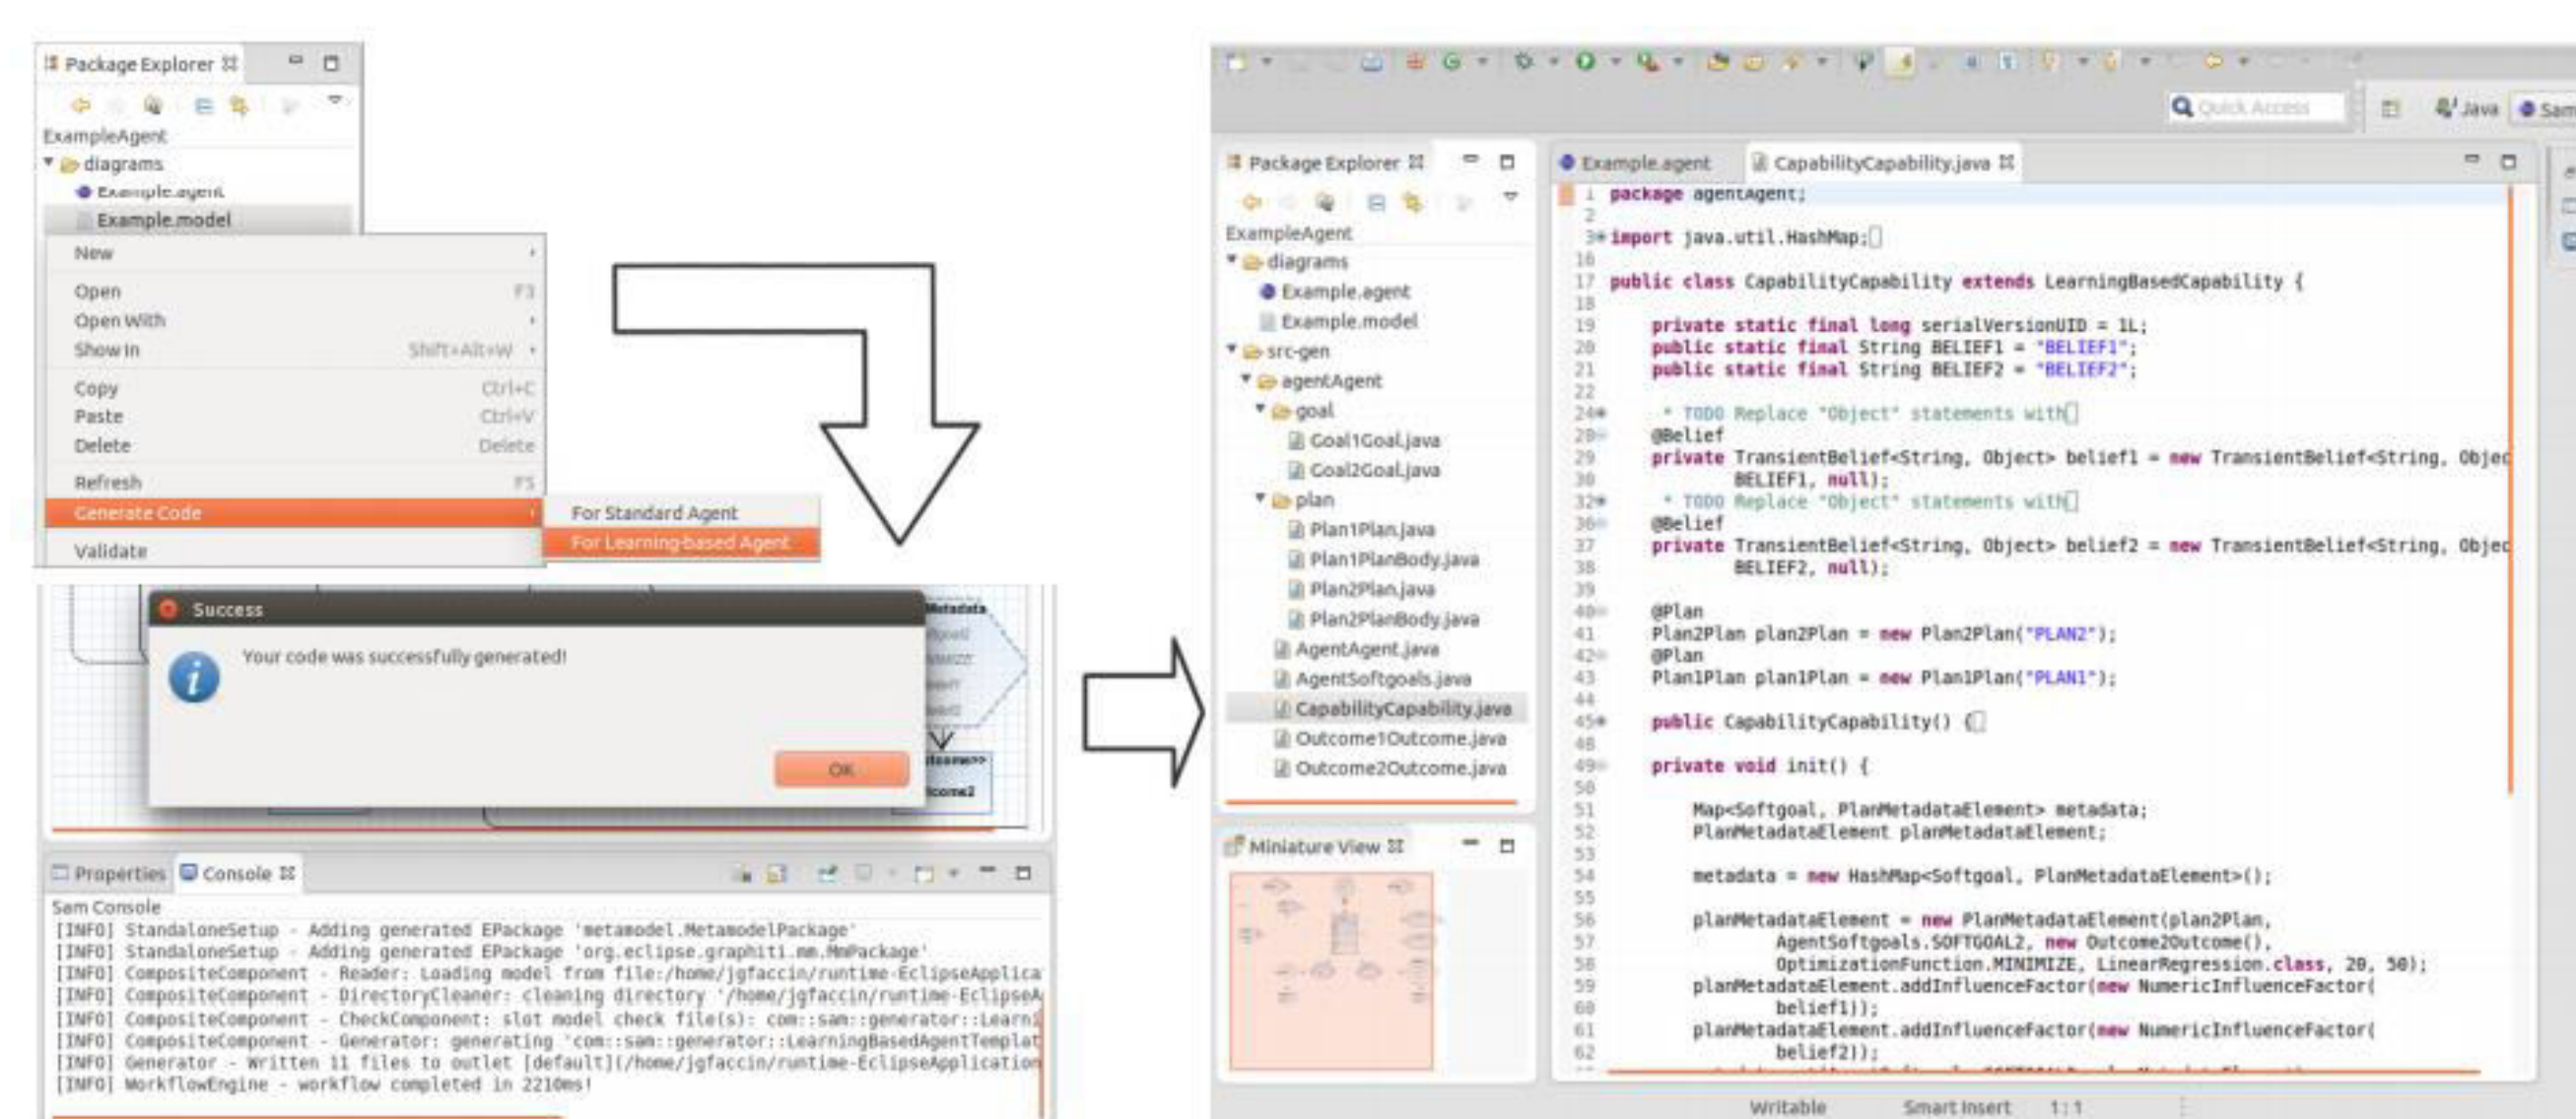 Package Explorer
ExampleAgent
diagrams
Example.agent
Example.model
New
Open F3
Open With
Show In Shift+Alt+W
Copy Ctrl+C
Paste Ctrl+V
Delete Delete
Refresh F5
Generate Code
For Standard Agent
For Learning-based Agent
Validate
Success
Your code was successfully generated!
OK
Metadata
come2
Properties Console
Sam Console
[INFO] StandaloneSetup - Adding generated EPackage 'metamodel.MetamodelPackage'
[INFO] StandaloneSetup - Adding generated EPackage 'org.eclipse.graphiti.mm.MmPackage'
[INFO] CompositeComponent - Reader: Loading model from file:/home/jgfaccin/runtime-EclipseApplica
[INFO] CompositeComponent - DirectoryCleaner: cleaning directory '/home/jgfaccin/runtime-EclipseA
[INFO] CompositeComponent - CheckComponent: slot model check file(s): com::sam::generator::Learni
[INFO] CompositeComponent - Generator: generating 'com::sam::generator::LearningBasedAgentTemplat
[INFO] Generator - Written 11 files to outlet [default](/home/jgfaccin/runtime-EclipseApplication
[INFO] WorkflowEngine - workflow completed in 2210ms!
Quick Access
Java
Sam
Package Explorer
ExampleAgent
diagrams
Example.agent
Example.model
src-gen
agentAgent
goal
Goal1Goal.java
Goal2Goal.java
plan
Plan1Plan.java
Plan1PlanBody.java
Plan2Plan.java
Plan2PlanBody.java
AgentAgent.java
AgentSoftgoals.java
CapabilityCapability.java
Outcome1Outcome.java
Outcome2Outcome.java
Miniature View
Example.agent CapabilityCapability.java
1 package agentAgent;
2
3 import java.util.HashMap;
16
17 public class CapabilityCapability extends LearningBasedCapability {
18
19 private static final long serialVersionUID = 1L;
20 public static final String BELIEF1 = "BELIEF1";
21 public static final String BELIEF2 = "BELIEF2";
22
24 * TODO Replace "Object" statements with
28 @Belief
29 private TransientBelief<String, Object> belief1 = new TransientBelief<String, Objec
30 BELIEF1, null);
32 * TODO Replace "Object" statements with
36 @Belief
37 private TransientBelief<String, Object> belief2 = new TransientBelief<String, Objec
38 BELIEF2, null);
39
40 @Plan
41 Plan2Plan plan2Plan = new Plan2Plan("PLAN2");
42 @Plan
43 Plan1Plan plan1Plan = new Plan1Plan("PLAN1");
44
45 public CapabilityCapability() {
48
49 private void init() {
50
51 Map<Softgoal, PlanMetadataElement> metadata;
52 PlanMetadataElement planMetadataElement;
53
54 metadata = new HashMap<Softgoal, PlanMetadataElement>();
55
56 planMetadataElement = new PlanMetadataElement(plan2Plan,
57 AgentSoftgoals.SOFTGOAL2, new Outcome2Outcome(),
58 OptimizationFunction.MINIMIZE, LinearRegression.class, 20, 50);
59 planMetadataElement.addInfluenceFactor(new NumericInfluenceFactor(
60 belief1));
61 planMetadataElement.addInfluenceFactor(new NumericInfluenceFactor(
62 belief2));
Writable Smart Insert 1:1